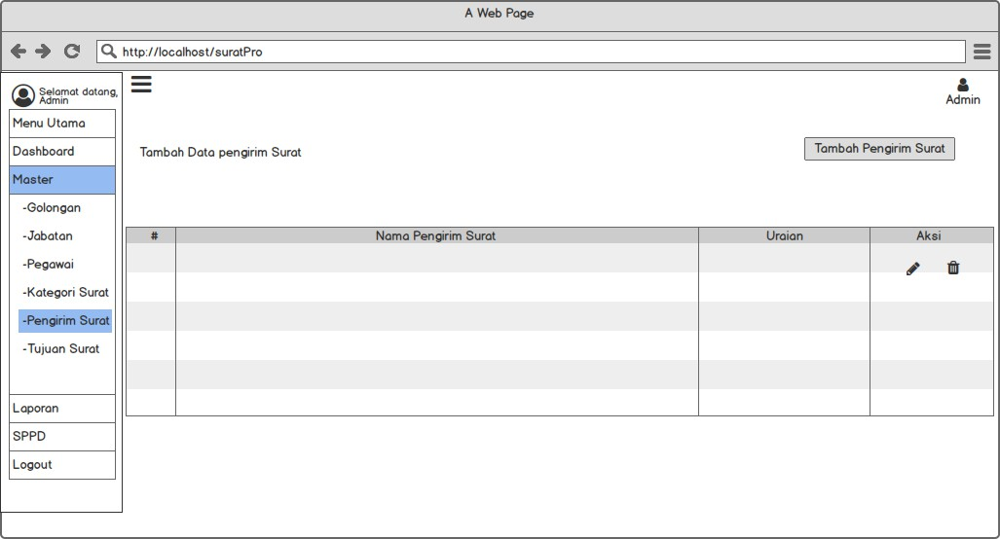 A Web Page
http://localhost/suratPro
Selamat datang,
Admin
Menu Utama
Dashboard
Master
-Golongan
-Jabatan
-Pegawai
-Kategori Surat
-Pengirim Surat
-Tujuan Surat
Laporan
SPPD
Logout
Admin
Tambah Data pengirim Surat
Tambah Pengirim Surat
# Nama Pengirim Surat Uraian Aksi